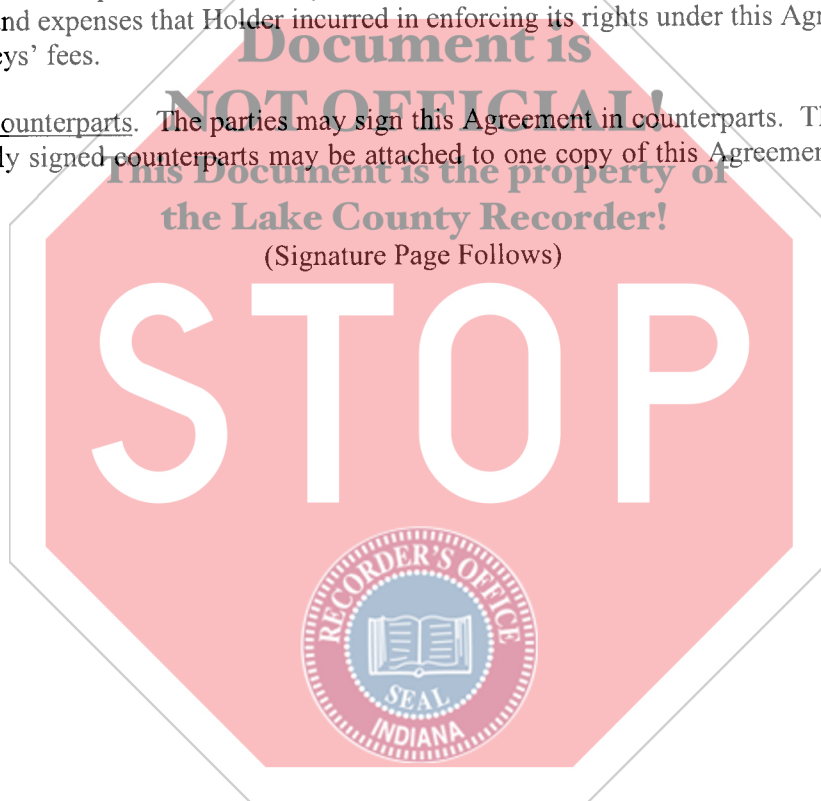 nd expenses that Holder incurred in enforcing its rights under this Agr
Document is
eys’ fees.
NOT OFFICIAL!
ounterparts. The parties may sign this Agreement in counterparts. Th
ly signed counterparts may be attached to one copy of this Agreemen
This Document is the property of
the Lake County Recorder!
(Signature Page Follows)
STOP
RECORDER'S OFFICE
SEAL
INDIANA